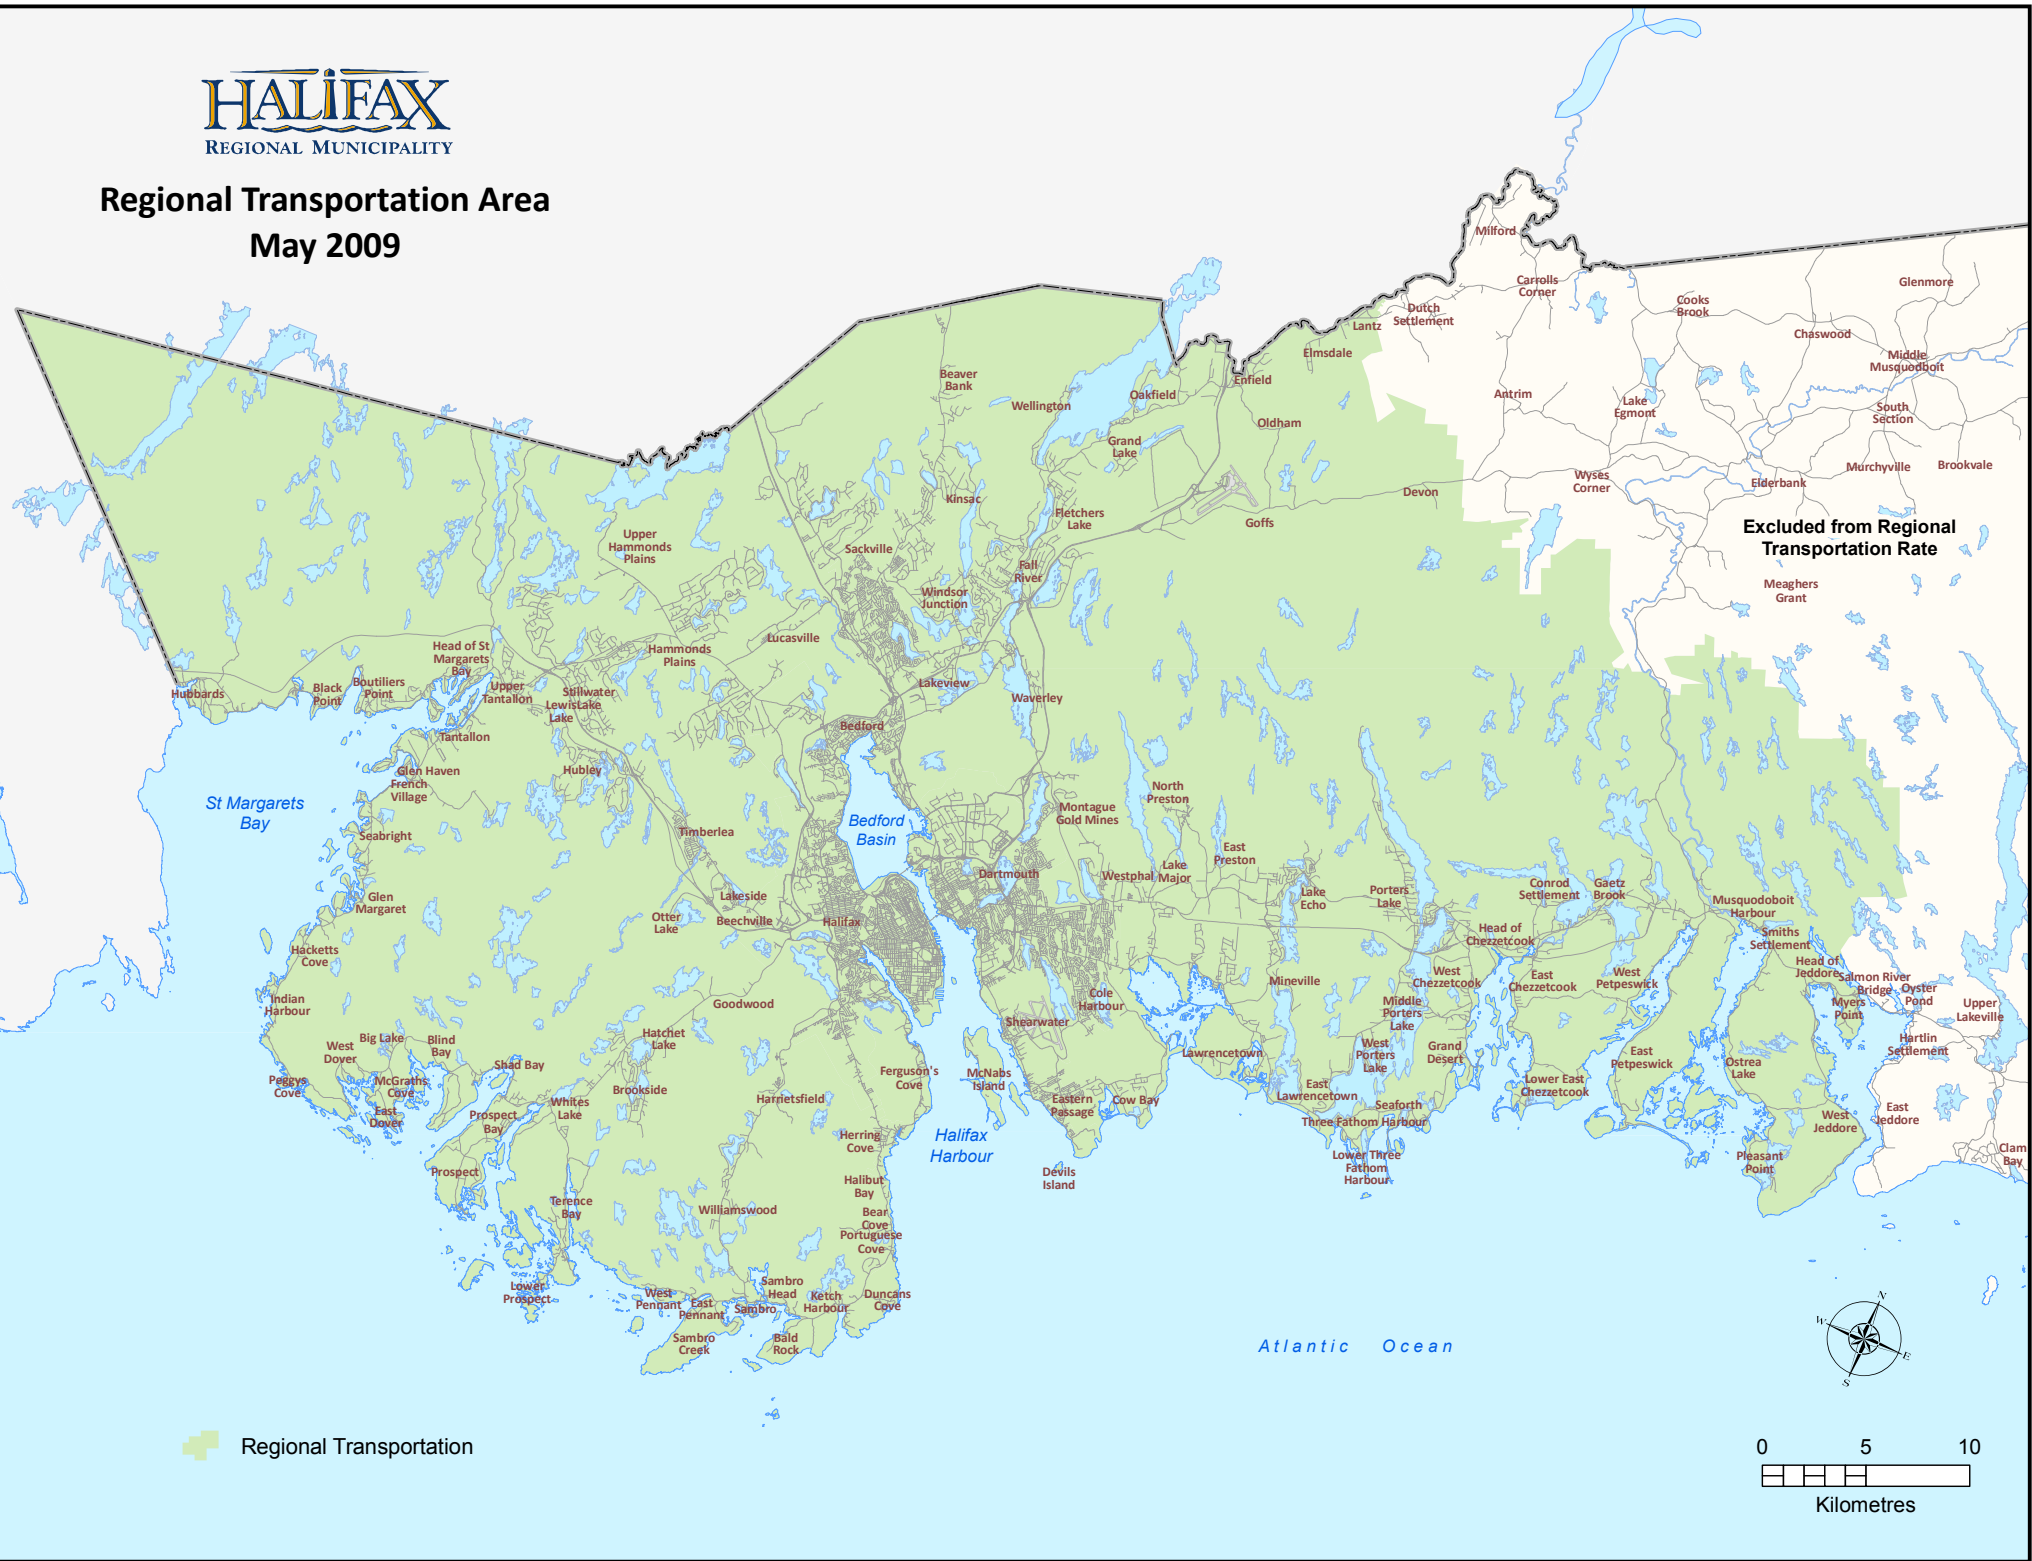 HALIFAX
REGIONAL MUNICIPALITY
Regional Transportation Area
May 2009
Milford
Carrolls
Corner
Glenmore
Cooks
Brook
Dutch
Settlement
Lantz
Chaswood
Elmsdale
Middle
Musquodboit
Beaver
Bank
Enfield
Oakfield
Antrim
Wellington
Lake
Egmont
South
Section
Oldham
Grand
Lake
Murchyville
Brookvale
Wyses
Corner
Elderbank
Devon
Kinsac
Fletchers
Lake
Goffs
Excluded from Regional
Transportation Rate
Upper
Hammonds
Plains
Sackville
Fall
River
Meaghers
Grant
Windsor
Junction
Lucasville
Head of St
Margarets
Bay
Hammonds
Plains
Hubbards
Black
Point
Boutiliers
Point
Upper
Tantallon
Stillwater
Lewis Lake
Lake
Lakeview
Waverley
Bedford
Tantallon
Glen Haven
French
Village
Hubley
St Margarets
Bay
North
Preston
Montague
Gold Mines
Bedford
Basin
Seabright
Timberlea
East
Preston
Dartmouth
Westphal
Lake
Major
Glen
Margaret
Lakeside
Lake
Echo
Porters
Lake
Conrod
Settlement
Gaetz
Brook
Musquodoboit
Harbour
Otter
Lake
Beechville
Halifax
Head of
Chezzetcook
Smiths
Settlement
Hacketts
Cove
Head of
Jeddore
Salmon River
Bridge
Oyster
Pond
Mineville
West
Chezzetcook
East
Chezzetcook
West
Petpeswick
Indian
Harbour
Goodwood
Cole
Harbour
Middle
Porters
Lake
Myers
Point
Upper
Lakeville
Shearwater
Hatchet
Lake
Big Lake
Blind
Bay
West
Dover
Lawrencetown
West
Porters
Lake
Grand
Desert
East
Petpeswick
Ostrea
Lake
Hartlin
Settlement
Shad Bay
Peggys
Cove
McGraths
Cove
Brookside
Ferguson's
Cove
McNabs
Island
East
Lawrencetown
Lower East
Chezzetcook
East
Dover
Whites
Lake
Harrietsfield
Eastern
Passage
Cow Bay
Seaforth
Three Fathom Harbour
Prospect
Bay
West
Jeddore
East
Jeddore
Herring
Cove
Halifax
Harbour
Prospect
Devils
Island
Lower Three
Fathom
Harbour
Pleasant
Point
Clam
Bay
Halibut
Bay
Terence
Bay
Williamswood
Bear
Cove
Portuguese
Cove
Lower
Prospect
West
Pennant
East
Pennant
Sambro
Sambro
Head
Ketch
Harbour
Duncans
Cove
Sambro
Creek
Bald
Rock
Atlantic Ocean
N
W
E
S
Regional Transportation
0 5 10
Kilometres